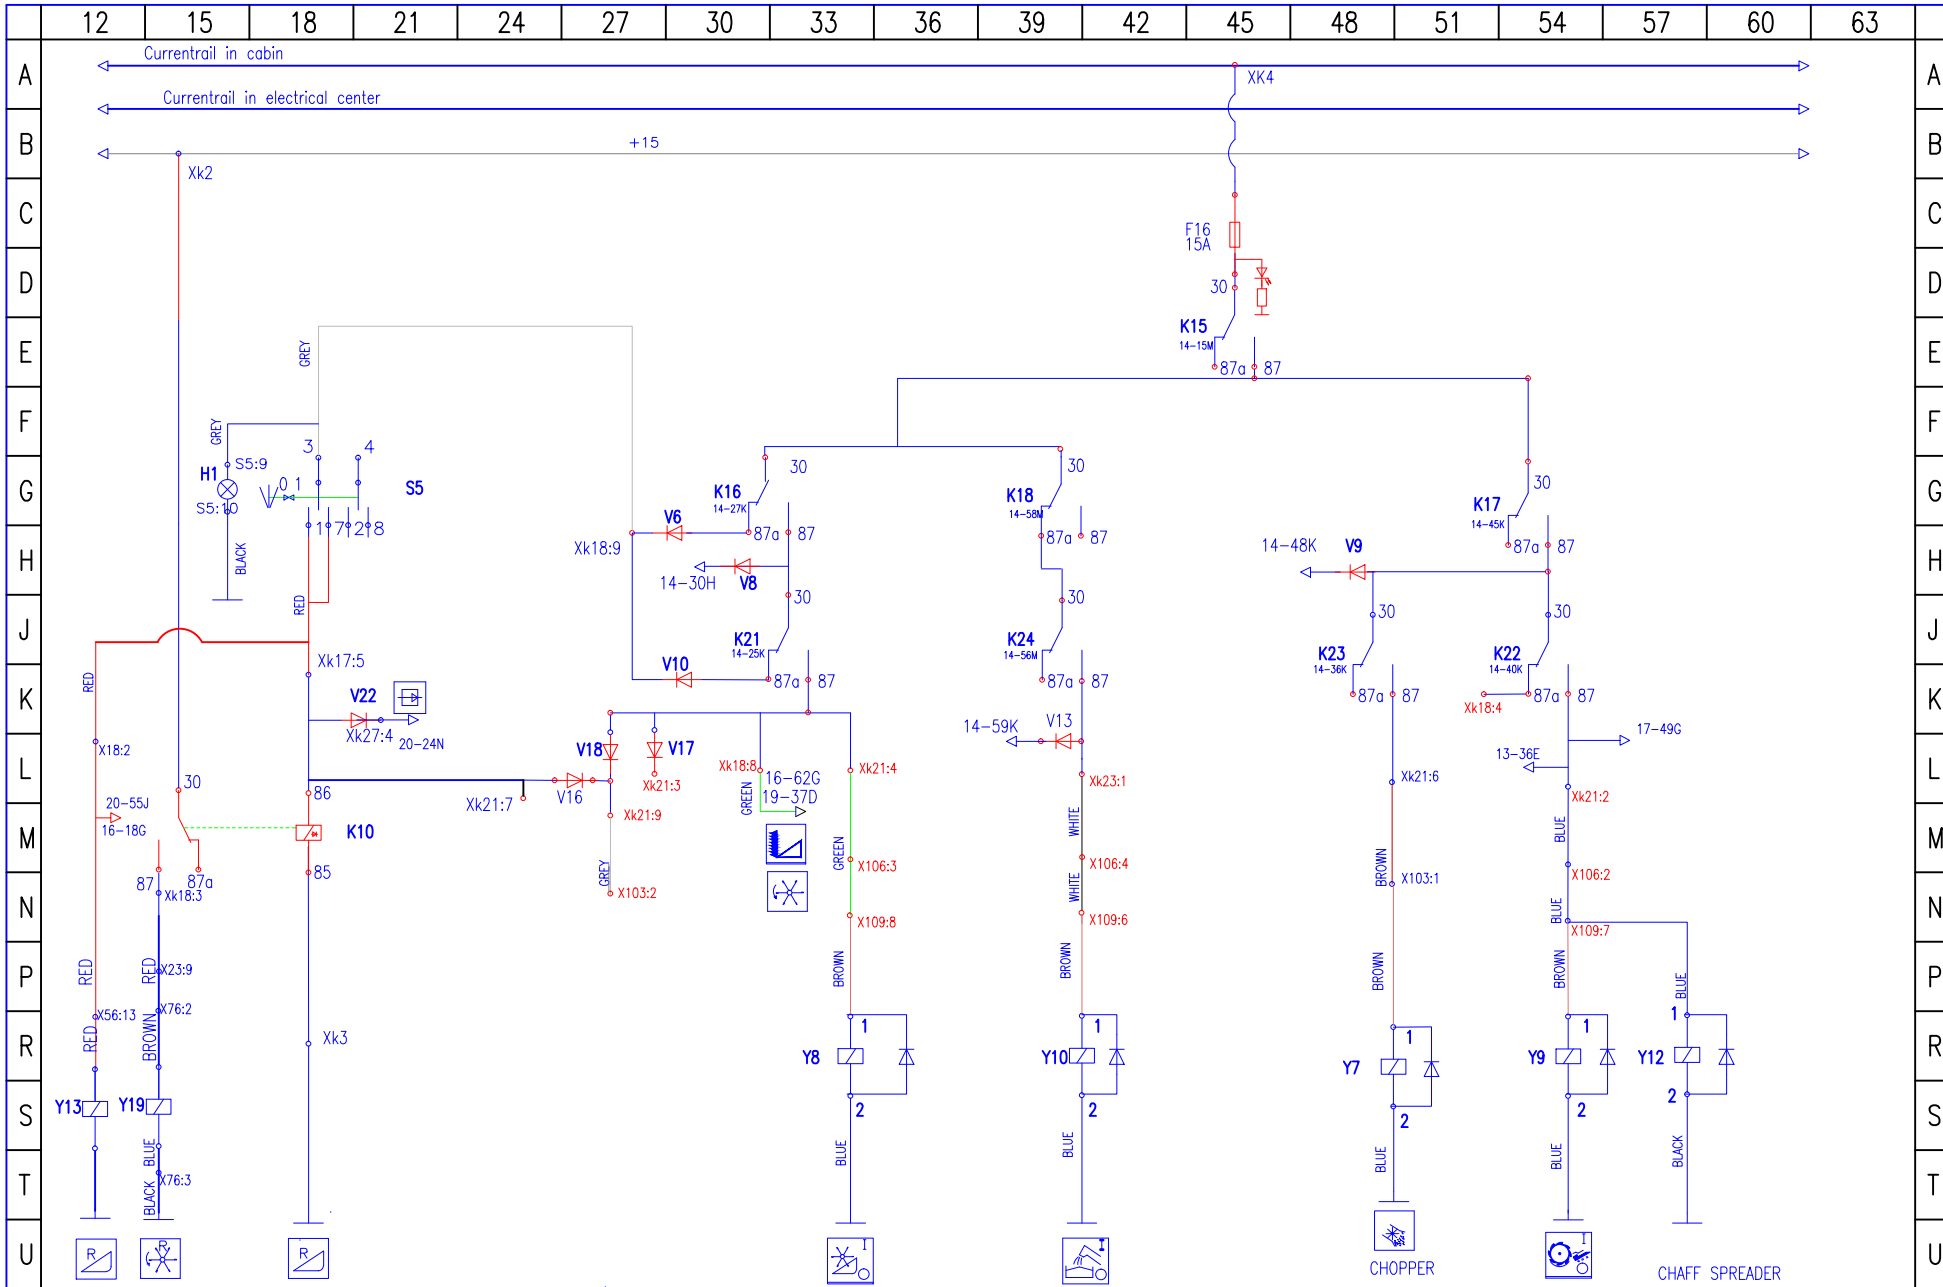 12 15 18 21 24 27 30 33 36 39 42 45 48 51 54 57 60 63
A Currentrail in cabin XK4 A
Currentrail in electrical center
B +15 B
Xk2
C C
F16
15A
D 30 D
K15
14-15M
E GREY 87a 87 E
F GREY 3 4 F
H1 S5:9 30 30
G 0 1 S5 K16 K18 30 K17 G
14-27K 14-58M 14-45K
S5:10 1 7 2 8 V6 87a 87 87a 87 87a 87
H BLACK Xk18:9 14-48K V9 H
14-30H V8
RED 30 30 30 30
J K21 K24 K23 K22 J
14-25K 14-56M 14-36K 14-40K
Xk17:5 V10
K RED V22 87a 87 87a 87 87a 87 87a 87 K
Xk18:4
X18:2 Xk27:4 20-24N V18 V17 14-59K V13 17-49G
L 30 Xk18:8 16-62G Xk21:4 13-36E L
86 Xk21:7 V16 Xk21:3 19-37D Xk23:1 Xk21:6 Xk21:2
20-55J GREEN
16-18G Xk21:9
M K10 GREEN WHITE BLUE M
87 87a 85 GREY X106:3 X106:4 BROWN X106:2
Xk18:3 X103:2 X103:1
N WHITE BLUE N
X109:8 X109:6 X109:7
P RED RED X23:9 BROWN BROWN BROWN BROWN BLUE P
X56:13 X76:2
R RED BROWN Xk3 Y8 1 Y10 1 Y7 1 Y9 1 Y12 1 R
S Y13 Y19 2 2 2 2 2 S
BLUE BLUE BLUE BLUE BLUE BLACK
T BLACK X76:3 T
U R R R I I I U
CHOPPER CHAFF SPREADER